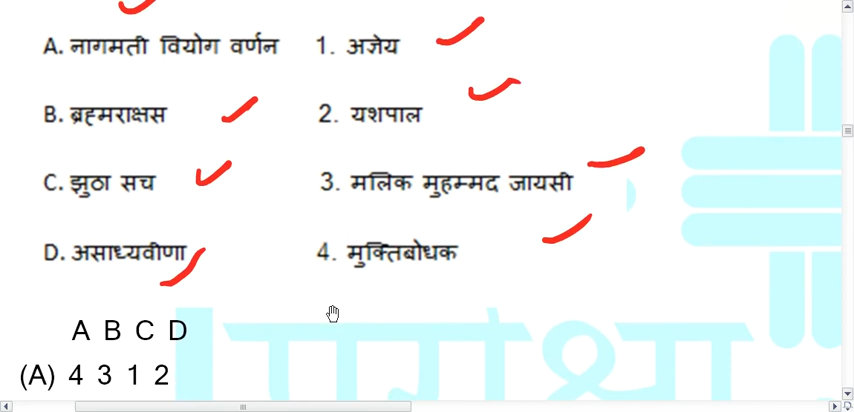 A. नागमती वियोग वर्णन 1. अज्ञेय
B. ब्रह्मराक्षस 2. यशपाल
C. झुठा सच 3. मलिक मुहम्मद जायसी
D. असाध्यवीणा 4. मुक्तिबोधक
A B C D
(A) 4 3 1 2